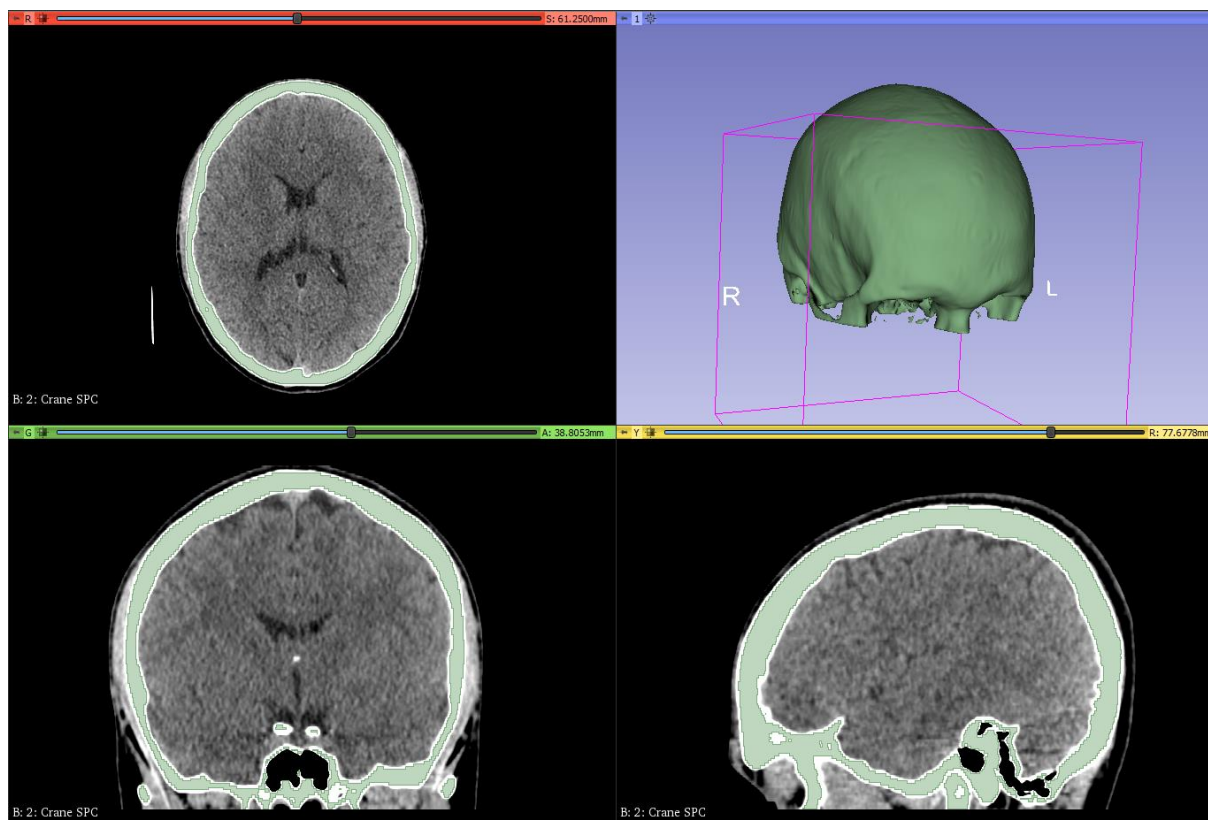 R S: 61.2500mm
1
R
L
B: 2: Crane SPC
G A: 38.8053mm
Y R: 77.6778mm
B: 2: Crane SPC
B: 2: Crane SPC